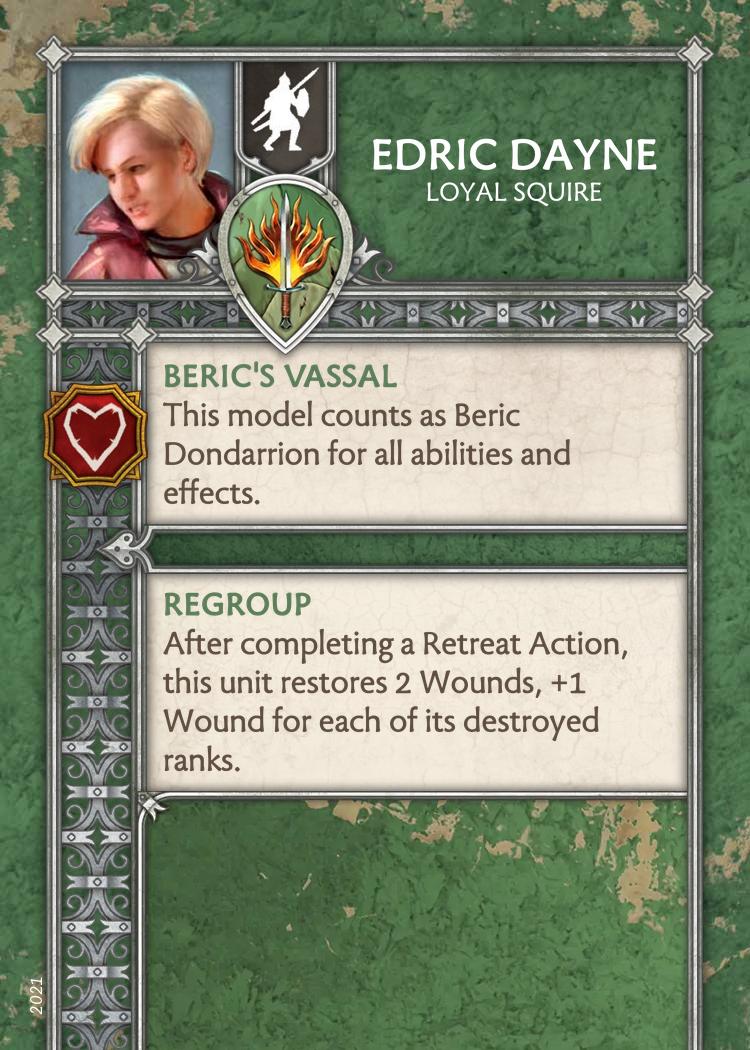 EDRIC DAYNE
LOYAL SQUIRE
BERIC'S VASSAL
This model counts as Beric
Dondarrion for all abilities and
effects.
REGROUP
After completing a Retreat Action,
this unit restores 2 Wounds, +1
Wound for each of its destroyed
ranks.
2021